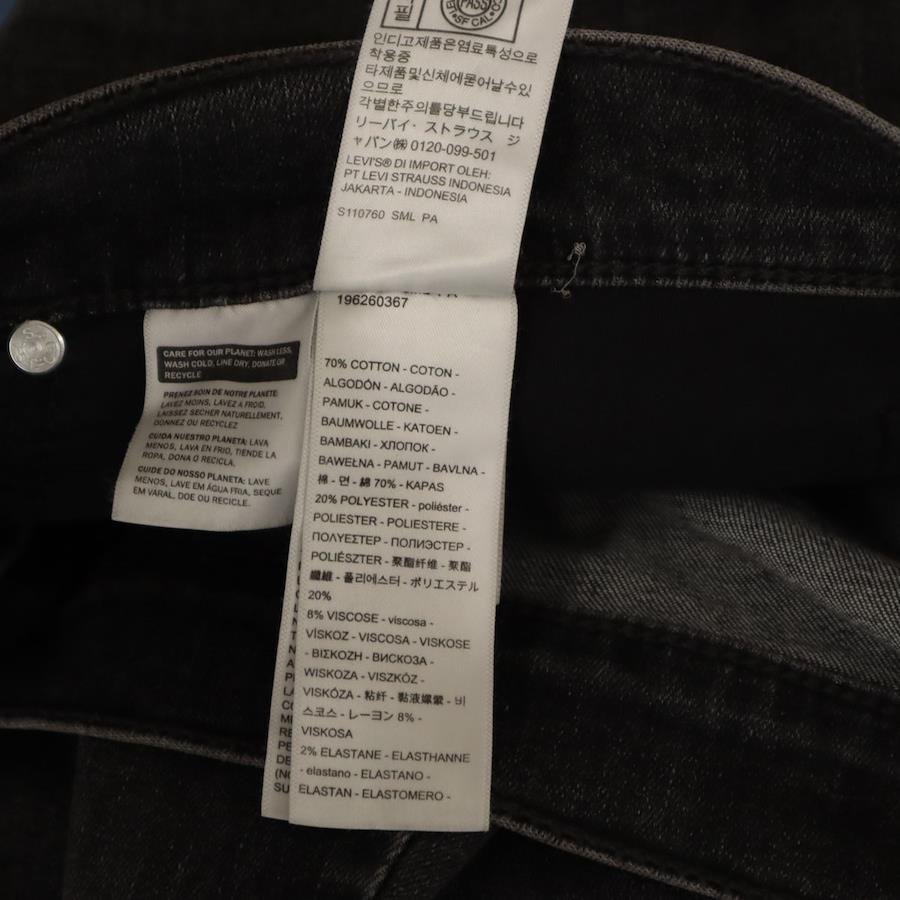 필
PASS
SF CAL
인디고제품은염료특성으로
착용중
타제품및신체에묻어날수있
으므로
각별한주의를당부드립니다
リーバイ・ストラウス ジ
ャパン㈱ 0120-099-501
LEVI'S® DI IMPORT OLEH:
PT LEVI STRAUSS INDONESIA
JAKARTA - INDONESIA
S110760 SML PA
196260367
CARE FOR OUR PLANET: WASH LESS,
WASH COLD, LINE DRY, DONATE OR
RECYCLE
PRENEZ SOIN DE NOTRE PLANÈTE:
LAVEZ MOINS, LAVEZ A FROID,
LAISSEZ SECHER NATURELLEMENT,
DONNEZ OU RECYCLEZ
CUIDA NUESTRO PLANETA: LAVA
MENOS, LAVA EN FRIO, TIENDE LA
ROPA, DONA O RECICLA.
CUIDE DO NOSSO PLANETA: LAVE
MENOS, LAVE EM ÁGUA FRIA, SEQUE
EM VARAL, DOE OU RECICLE.
70% COTTON - COTON -
ALGODÓN - ALGODÃO -
PAMUK - COTONE -
BAUMWOLLE - KATOEN -
BAMBAKI - ХЛОПОК -
BAWEŁNA - PAMUT - BAVLNA -
棉 - 면 - 綿 70% - KAPAS
20% POLYESTER - poliéster -
POLIESTER - POLIESTERE -
ΠΟΛΥΕΣΤΕΡ - ПОЛИЭСТЕР -
POLIÉSZTER - 聚酯纤维 - 聚酯
纖維 - 폴리에스터 - ポリエステル
20%
8% VISCOSE - viscosa -
VİSKOZ - VISCOSA - VISKOSE
- ΒΙΣΚΟΖΗ - ВИСКОЗА -
WISKOZA - VISZKÓZ -
VISKÓZA - 粘纤 - 黏液嫘縈 - 비
스코스 - レーヨン 8% -
VISKOSA
2% ELASTANE - ELASTHANNE
- elastano - ELASTANO -
ELASTAN - ELASTOMERO -